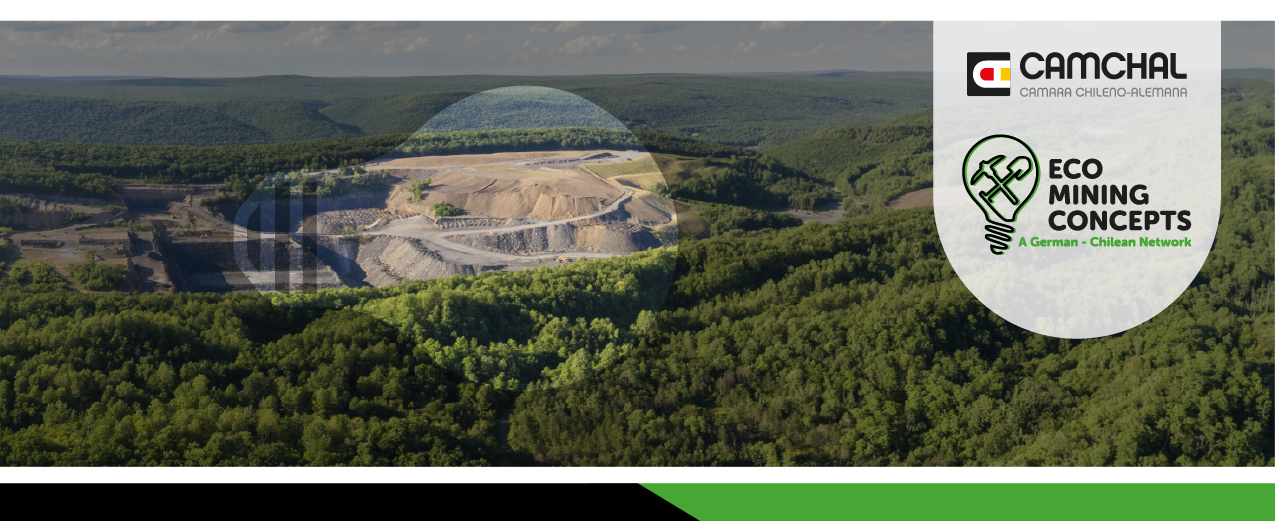 CAMCHAL
CAMARA CHILENO-ALEMANA
ECO
MINING
CONCEPTS
A German - Chilean Network